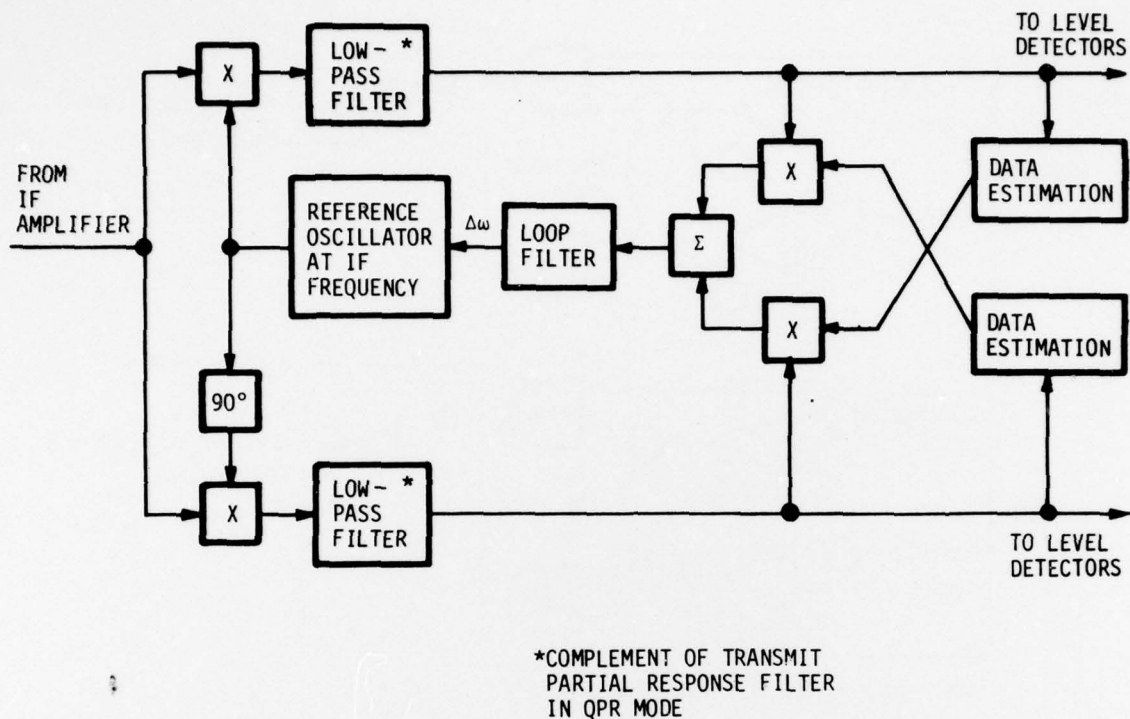 TO LEVEL
DETECTORS
X
LOW- *
PASS
FILTER
FROM
IF
AMPLIFIER
REFERENCE
OSCILLATOR
AT IF
FREQUENCY
Δω
LOOP
FILTER
Σ
X
DATA
ESTIMATION
X
DATA
ESTIMATION
90°
X
LOW- *
PASS
FILTER
TO LEVEL
DETECTORS
*COMPLEMENT OF TRANSMIT
PARTIAL RESPONSE FILTER
IN QPR MODE